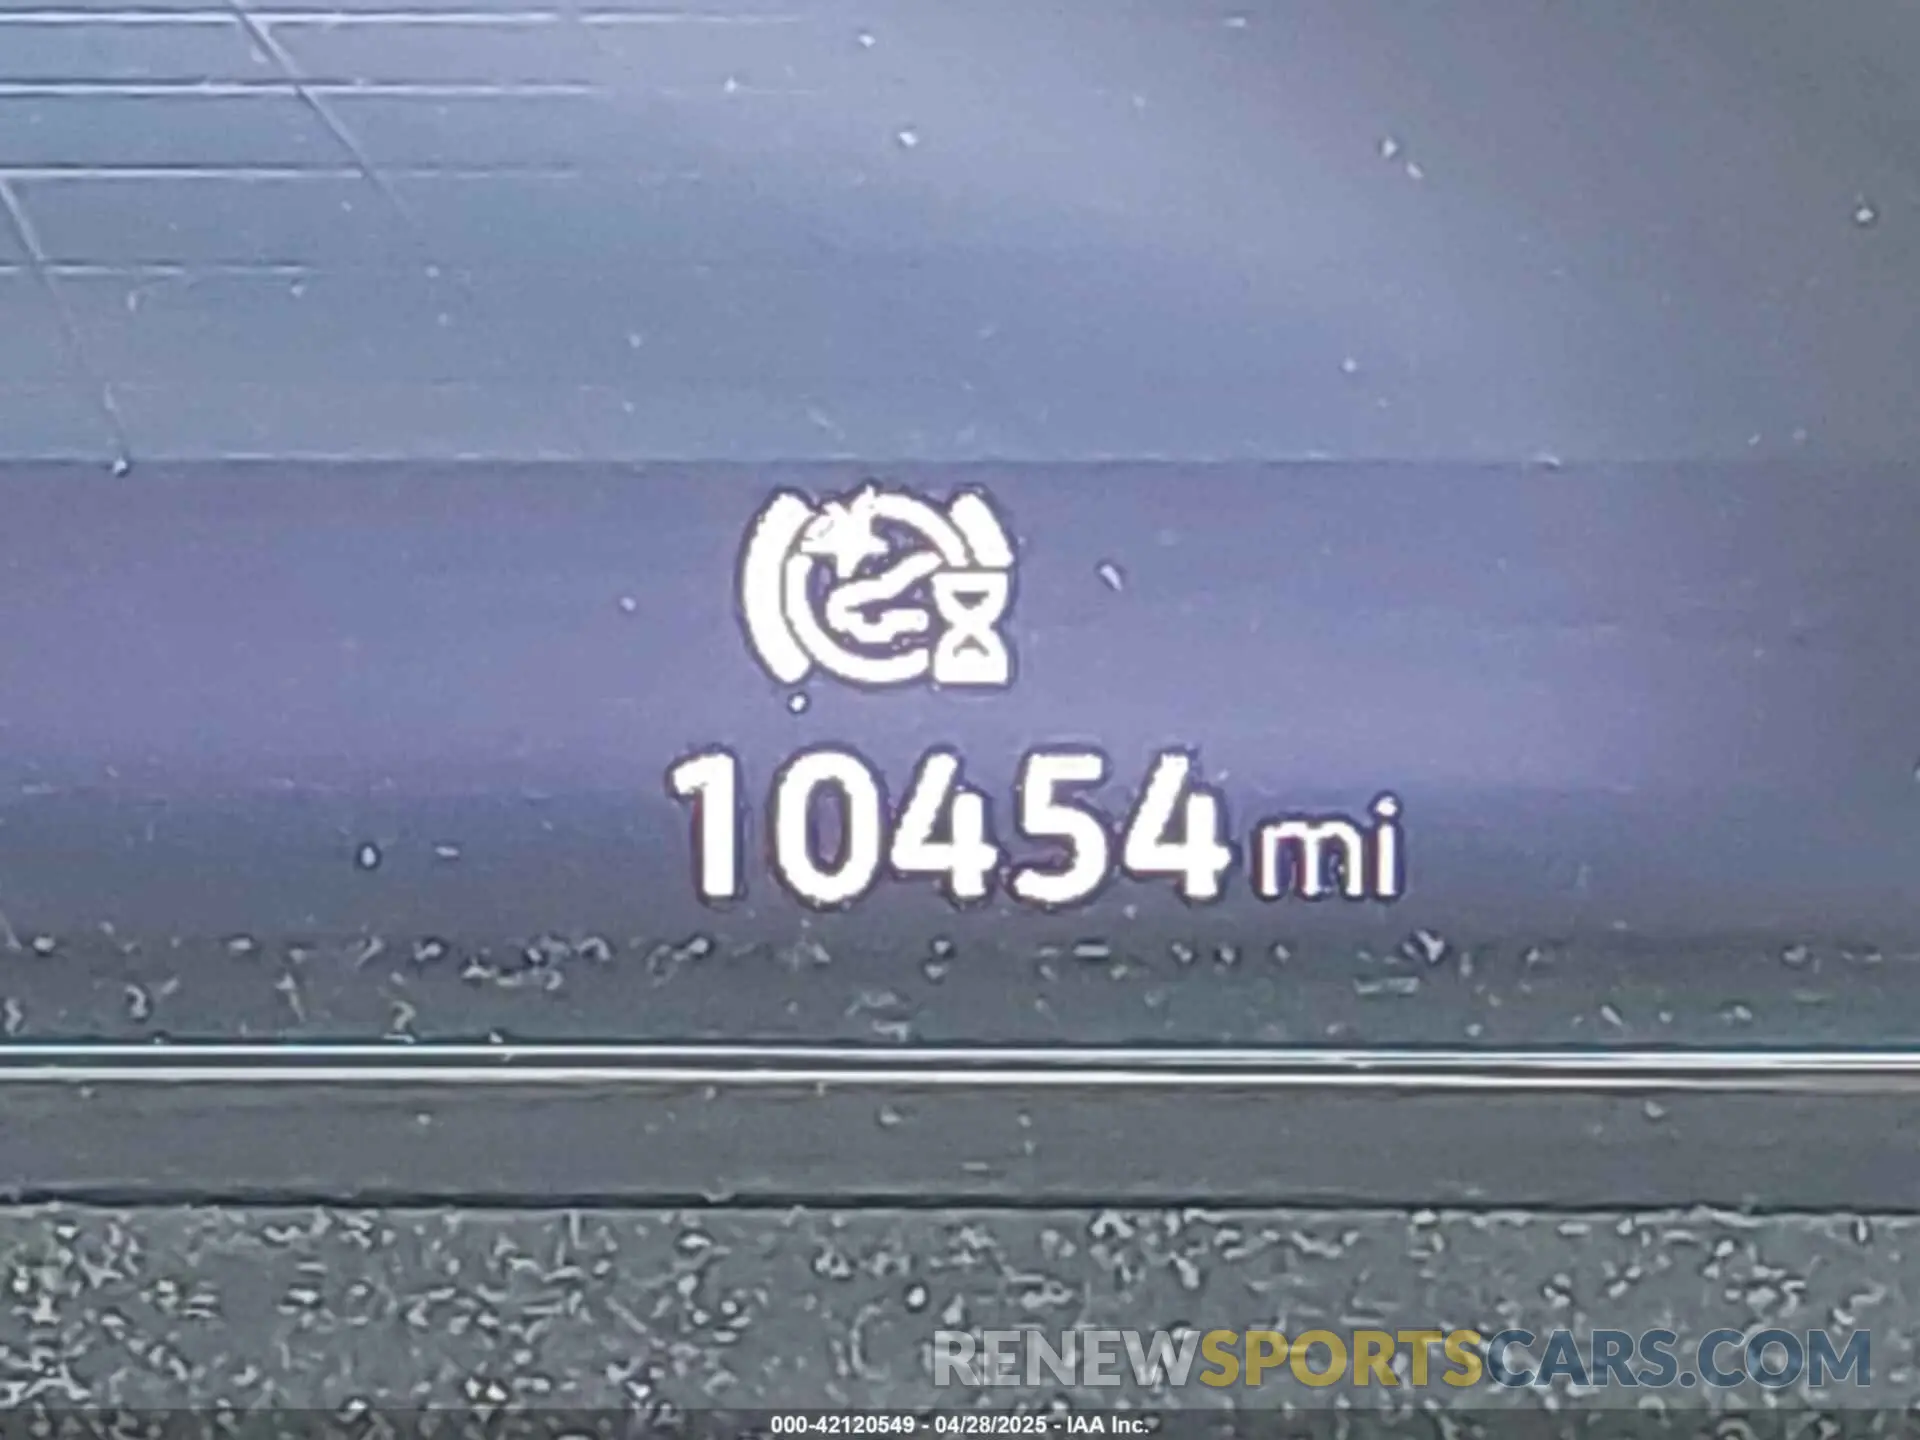 10454 mi
RENEWSPORTSCARS.COM
000-42120549 - 04/28/2025 - IAA Inc.